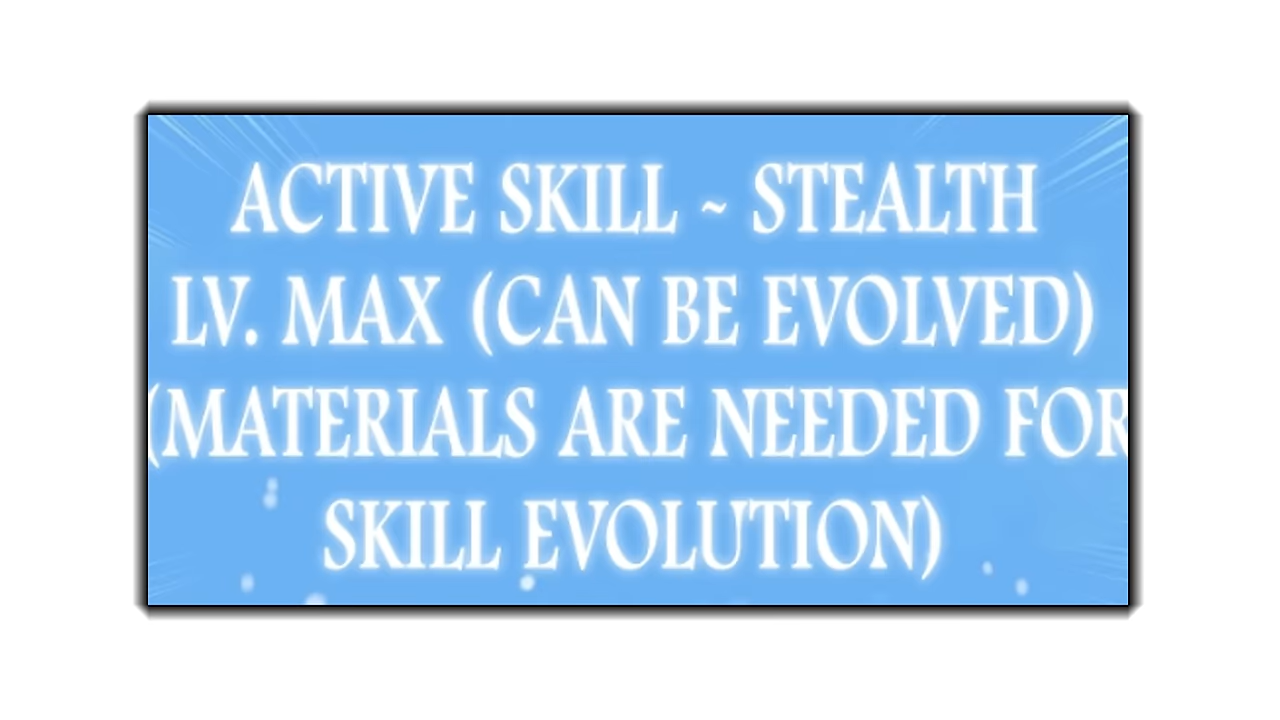 ACTIVE SKILL ~ STEALTH
LV. MAX (CAN BE EVOLVED)
(MATERIALS ARE NEEDED FOR
SKILL EVOLUTION)